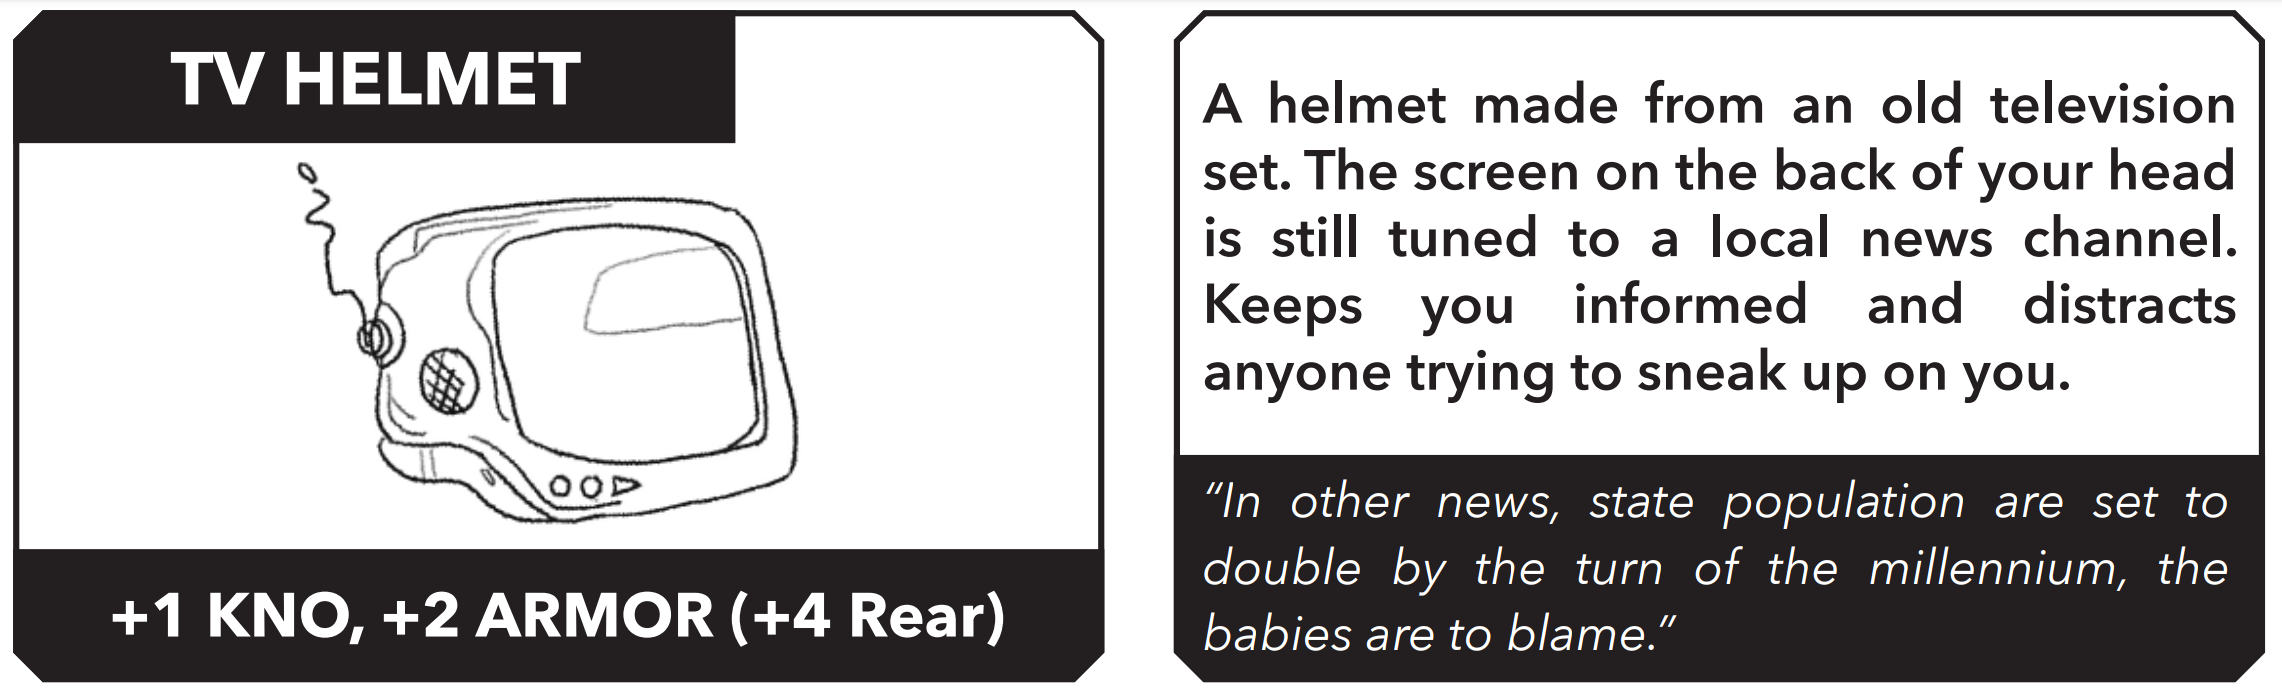 TV HELMET
+1 KNO, +2 ARMOR (+4 Rear)
A helmet made from an old television
set. The screen on the back of your head
is still tuned to a local news channel.
Keeps you informed and distracts
anyone trying to sneak up on you.
“In other news, state population are set to
double by the turn of the millennium, the
babies are to blame.”